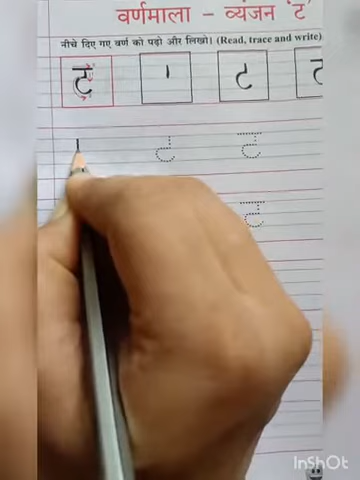 वर्णमाला – व्यंजन 'ट'
नीचे दिए गए वर्ण को पढ़ो और लिखो। (Read, trace and write)
ट ट ट
ट
ट
InShOt